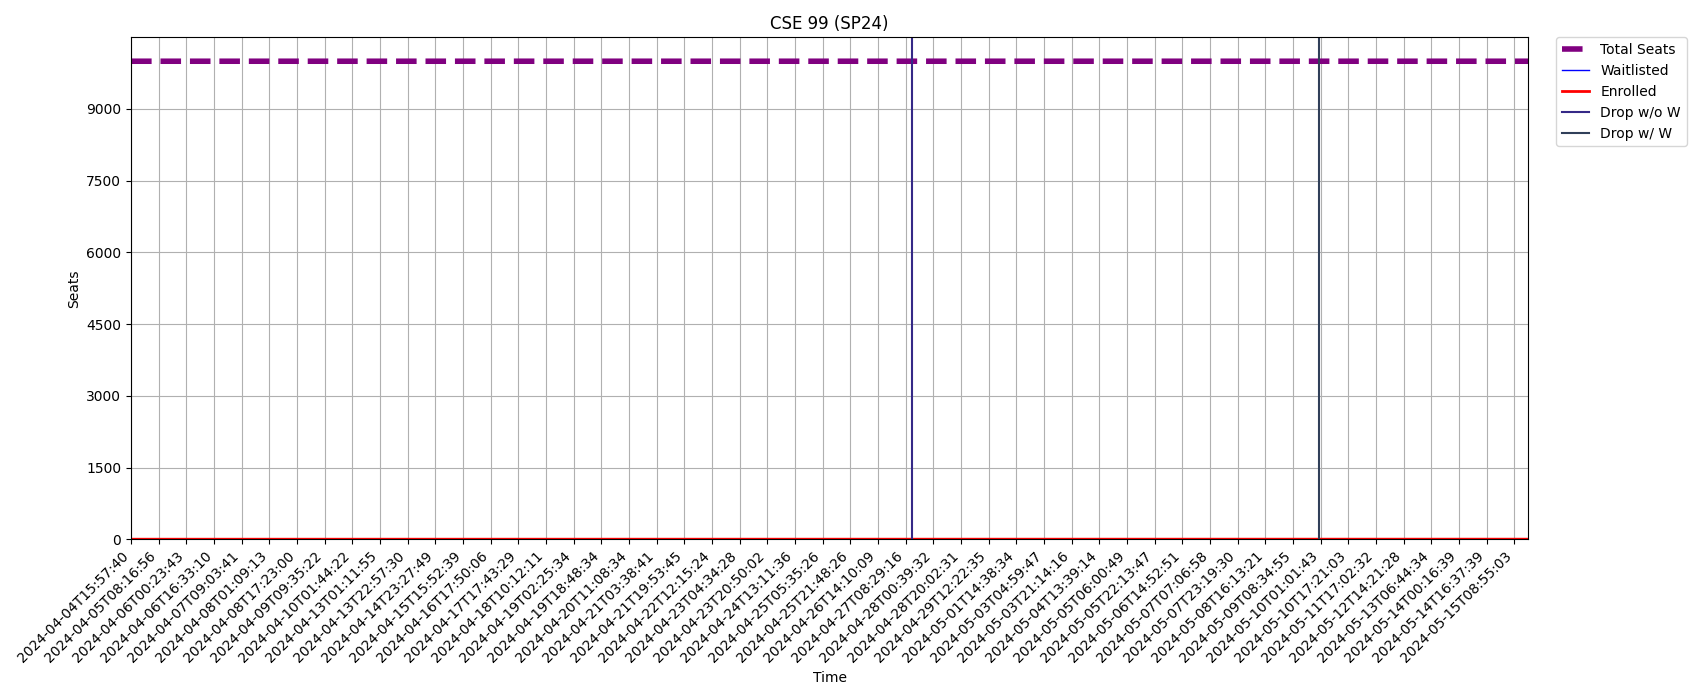 CSE 99 (SP24)
Total Seats
Waitlisted
Enrolled
Drop w/o W
Drop w/ W
9000
7500
6000
4500
3000
1500
0
Seats
2024-04-04T15:57:40
2024-04-05T08:16:56
2024-04-06T00:23:43
2024-04-06T16:33:10
2024-04-07T09:03:41
2024-04-08T01:09:13
2024-04-08T17:23:00
2024-04-09T09:35:22
2024-04-10T01:44:22
2024-04-13T01:11:55
2024-04-13T22:57:30
2024-04-14T23:27:49
2024-04-15T15:52:39
2024-04-16T17:50:06
2024-04-17T17:43:29
2024-04-18T10:12:11
2024-04-19T02:25:34
2024-04-19T18:48:34
2024-04-20T11:08:34
2024-04-21T03:38:41
2024-04-21T19:53:45
2024-04-22T12:15:24
2024-04-23T04:34:28
2024-04-23T20:50:02
2024-04-24T13:11:36
2024-04-25T05:35:26
2024-04-25T21:48:26
2024-04-26T14:10:09
2024-04-27T08:29:16
2024-04-28T00:39:32
2024-04-28T20:02:31
2024-04-29T12:22:35
2024-05-01T14:38:34
2024-05-03T04:59:47
2024-05-03T21:14:16
2024-05-04T13:39:14
2024-05-05T06:00:49
2024-05-05T22:13:47
2024-05-06T14:52:51
2024-05-07T07:06:58
2024-05-07T23:19:30
2024-05-08T16:13:21
2024-05-09T08:34:55
2024-05-10T01:01:43
2024-05-10T17:21:03
2024-05-11T17:02:32
2024-05-12T14:21:28
2024-05-13T06:44:34
2024-05-14T00:16:39
2024-05-14T16:37:39
2024-05-15T08:55:03
Time